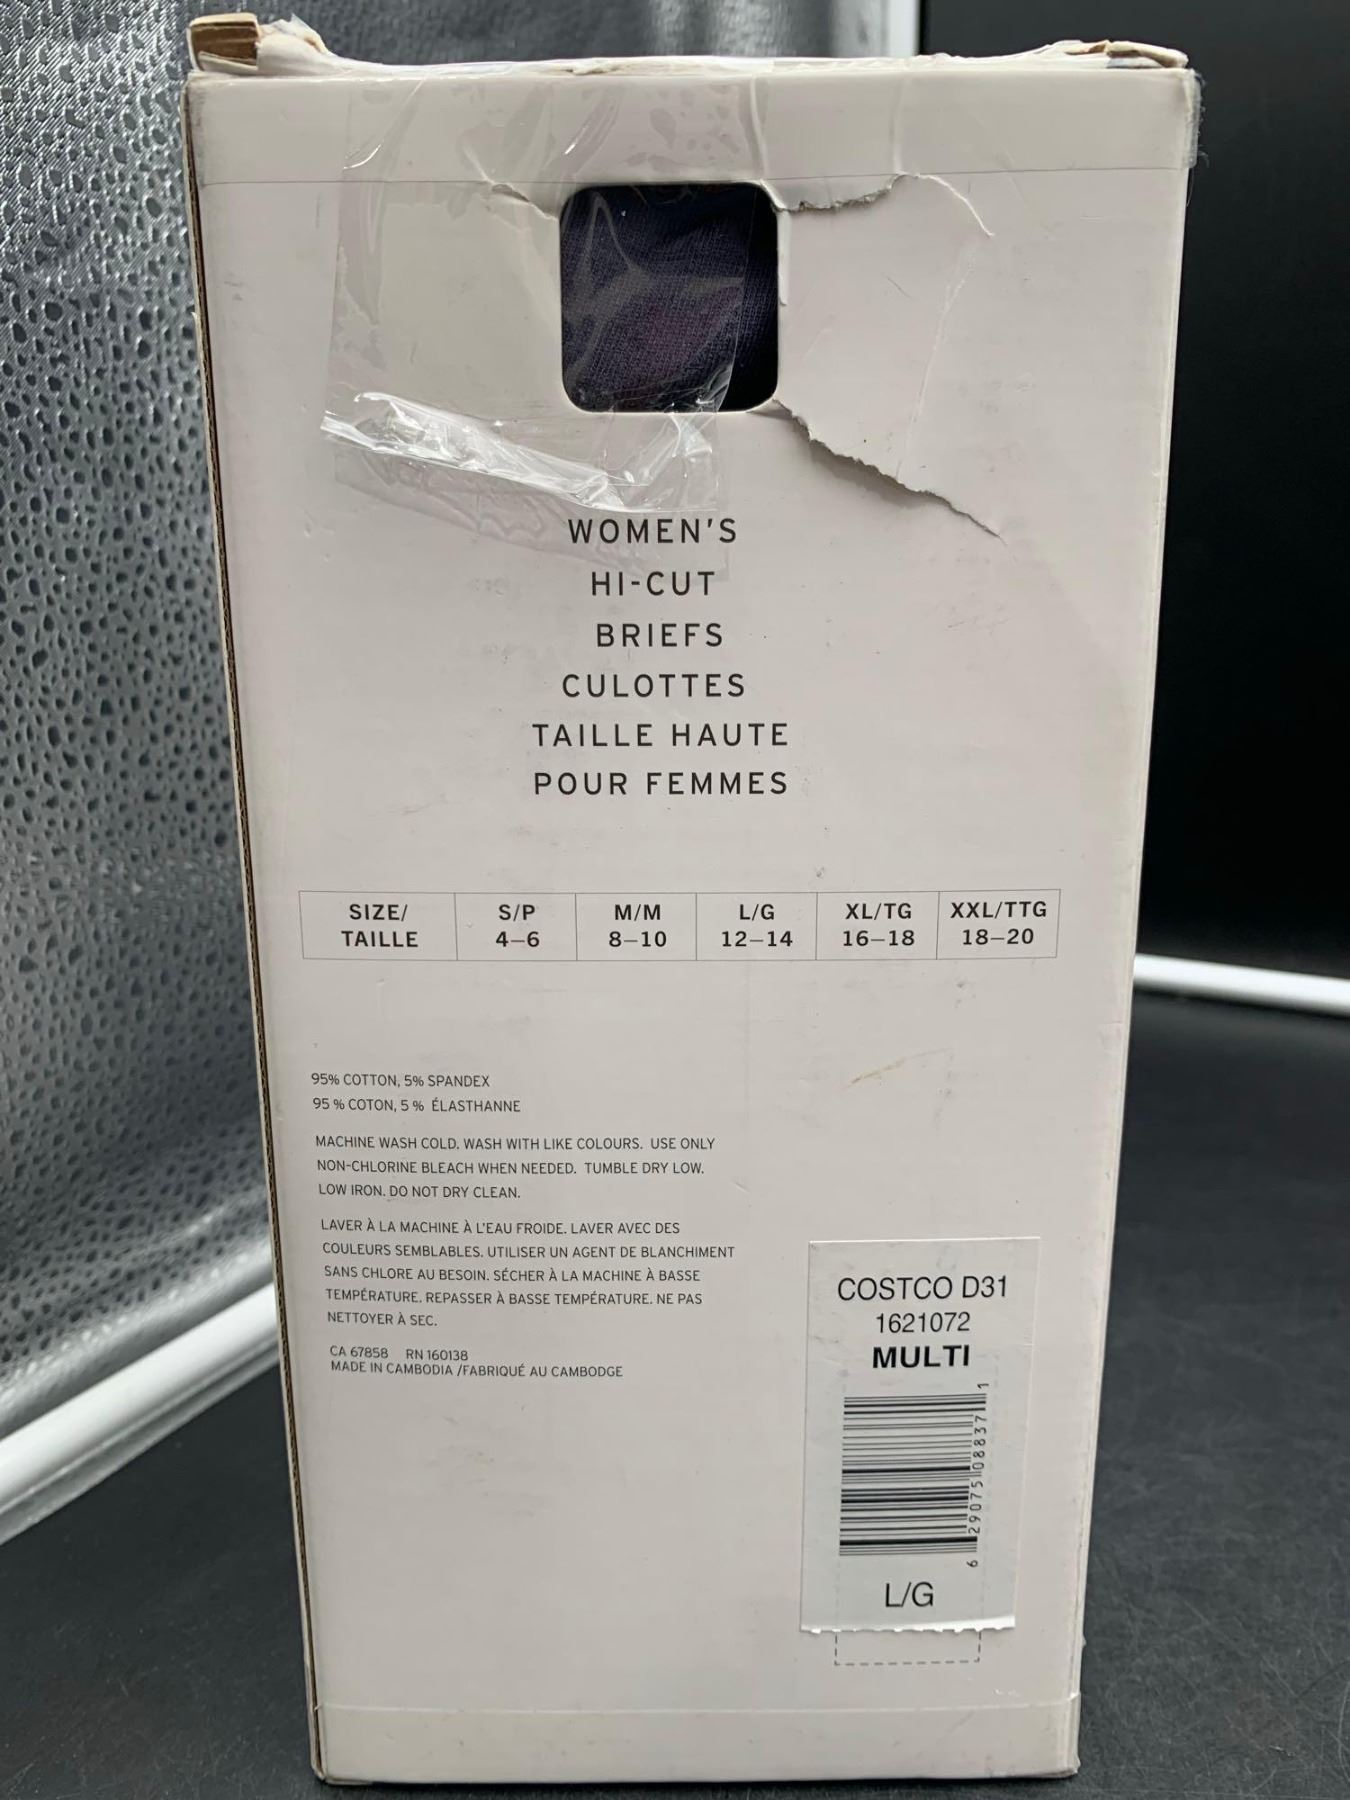 WOMEN'S
HI-CUT
BRIEFS
CULOTTES
TAILLE HAUTE
POUR FEMMES
SIZE/ S/P M/M L/G XL/TG XXL/TTG
TAILLE 4–6 8–10 12–14 16–18 18–20
95% COTTON, 5% SPANDEX
95 % COTON, 5 % ÉLASTHANNE
MACHINE WASH COLD. WASH WITH LIKE COLOURS. USE ONLY
NON-CHLORINE BLEACH WHEN NEEDED. TUMBLE DRY LOW.
LOW IRON. DO NOT DRY CLEAN.
LAVER À LA MACHINE À L'EAU FROIDE. LAVER AVEC DES
COULEURS SEMBLABLES. UTILISER UN AGENT DE BLANCHIMENT
SANS CHLORE AU BESOIN. SÉCHER À LA MACHINE À BASSE
TEMPÉRATURE. REPASSER À BASSE TEMPÉRATURE. NE PAS
NETTOYER À SEC.
CA 67858 RN 160138
MADE IN CAMBODIA /FABRIQUÉ AU CAMBODGE
COSTCO D31
1621072
MULTI
6 29075 08837 1
L/G